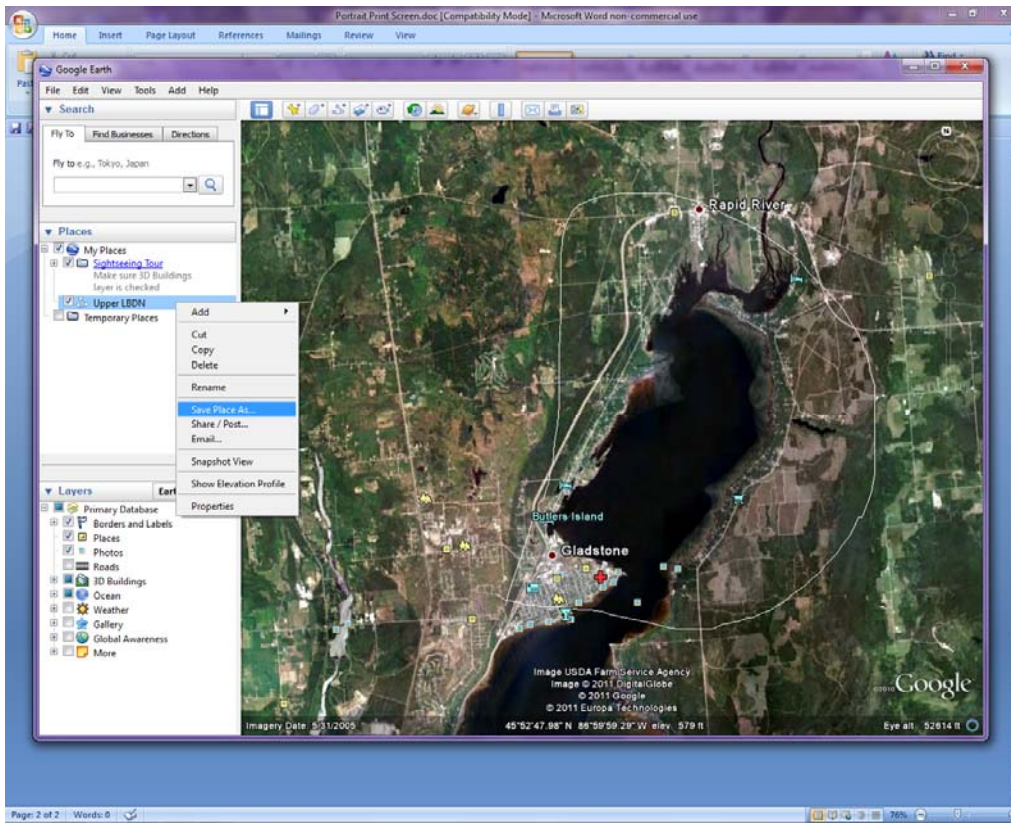 Portrait Print Screen.doc [Compatibility Mode] - Microsoft Word non-commercial use
Home Insert Page Layout References Mailings Review View
Cut
Find
Google Earth
File Edit View Tools Add Help
Search
Fly To Find Businesses Directions
Fly to e.g., Tokyo, Japan
Places
My Places
Sightseeing Tour
Make sure 3D Buildings
layer is checked
Upper LBDN
Temporary Places
Add
Cut
Copy
Delete
Rename
Save Place As...
Share / Post...
Email...
Snapshot View
Show Elevation Profile
Properties
Layers
Primary Database
Borders and Labels
Places
Photos
Roads
3D Buildings
Ocean
Weather
Gallery
Global Awareness
More
N
Rapid River
Butlers Island
Gladstone
Image USDA Farm Service Agency
Image © 2011 DigitalGlobe
© 2011 Google
© 2011 Europa Technologies
©2010 Google
Imagery Date 5/31/2005 45°52'47.98" N 86°59'59.29" W elev 579 ft Eye alt 52614 ft
Page: 2 of 2 Words: 0 76%